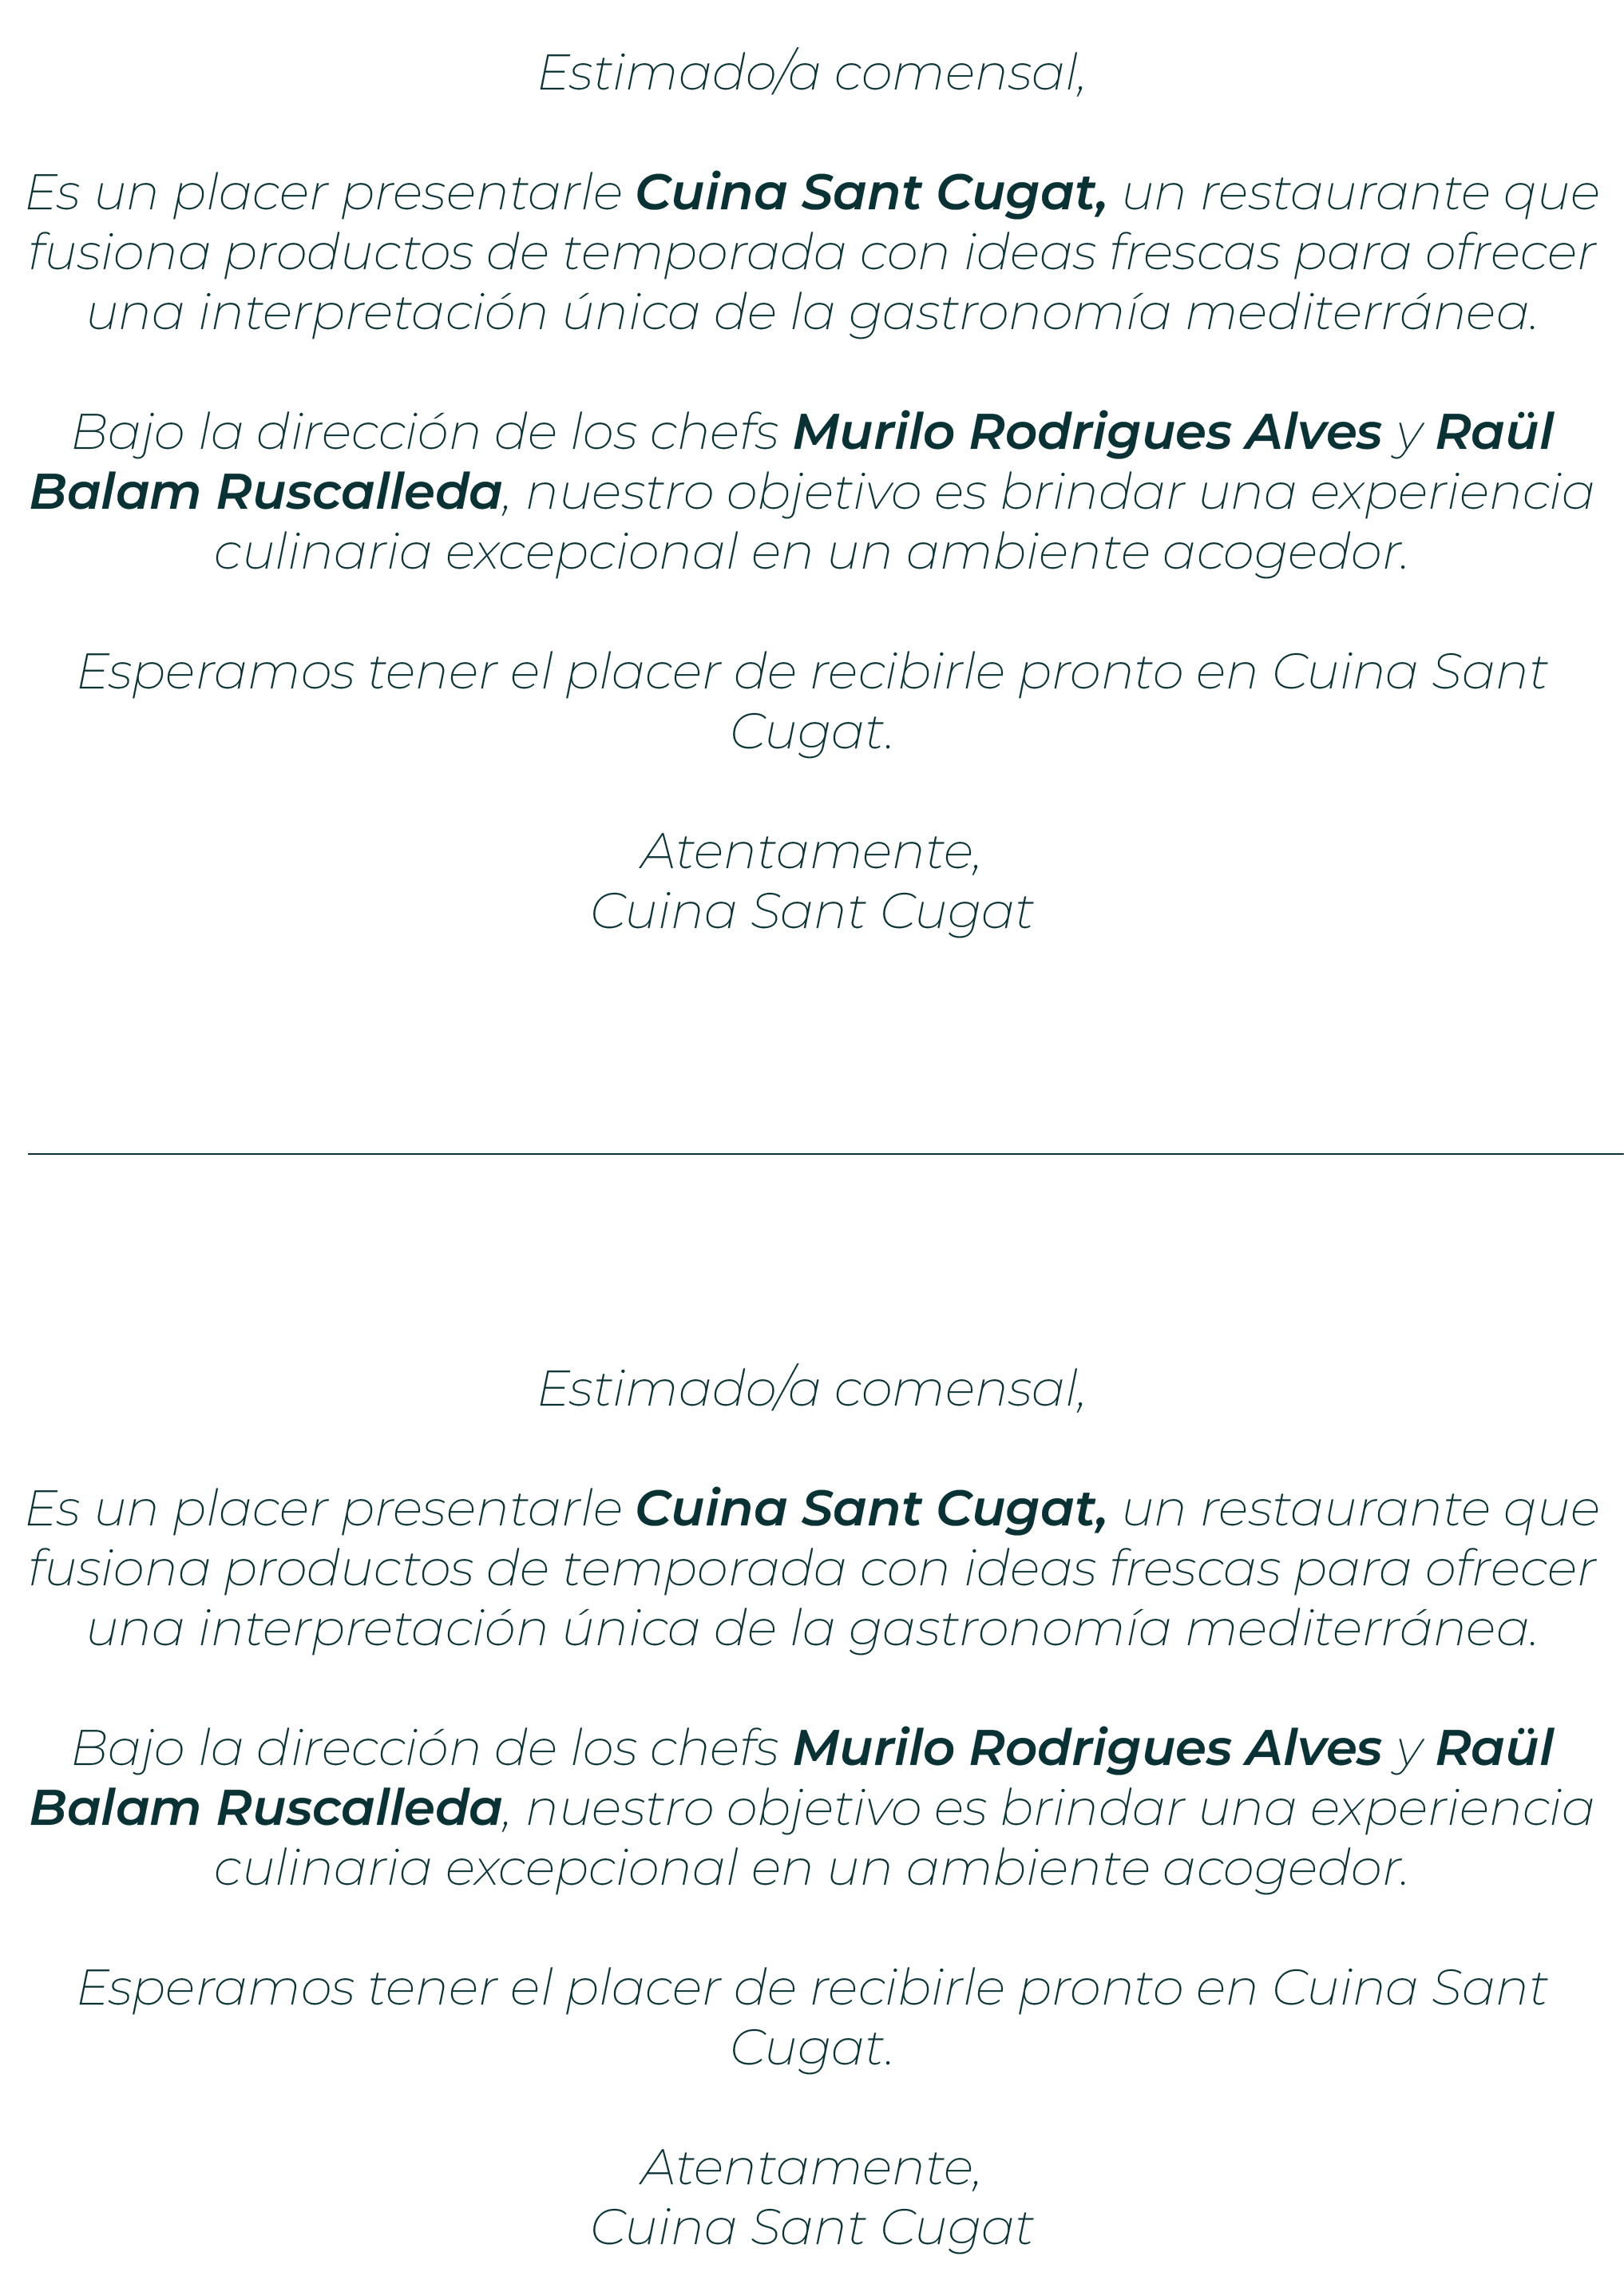 Estimado/a comensal,
Es un placer presentarle Cuina Sant Cugat, un restaurante que
fusiona productos de temporada con ideas frescas para ofrecer
una interpretación única de la gastronomía mediterránea.
Bajo la dirección de los chefs Murilo Rodrigues Alves y Raül
Balam Ruscalleda, nuestro objetivo es brindar una experiencia
culinaria excepcional en un ambiente acogedor.
Esperamos tener el placer de recibirle pronto en Cuina Sant
Cugat.
Atentamente,
Cuina Sant Cugat
Estimado/a comensal,
Es un placer presentarle Cuina Sant Cugat, un restaurante que
fusiona productos de temporada con ideas frescas para ofrecer
una interpretación única de la gastronomía mediterránea.
Bajo la dirección de los chefs Murilo Rodrigues Alves y Raül
Balam Ruscalleda, nuestro objetivo es brindar una experiencia
culinaria excepcional en un ambiente acogedor.
Esperamos tener el placer de recibirle pronto en Cuina Sant
Cugat.
Atentamente,
Cuina Sant Cugat